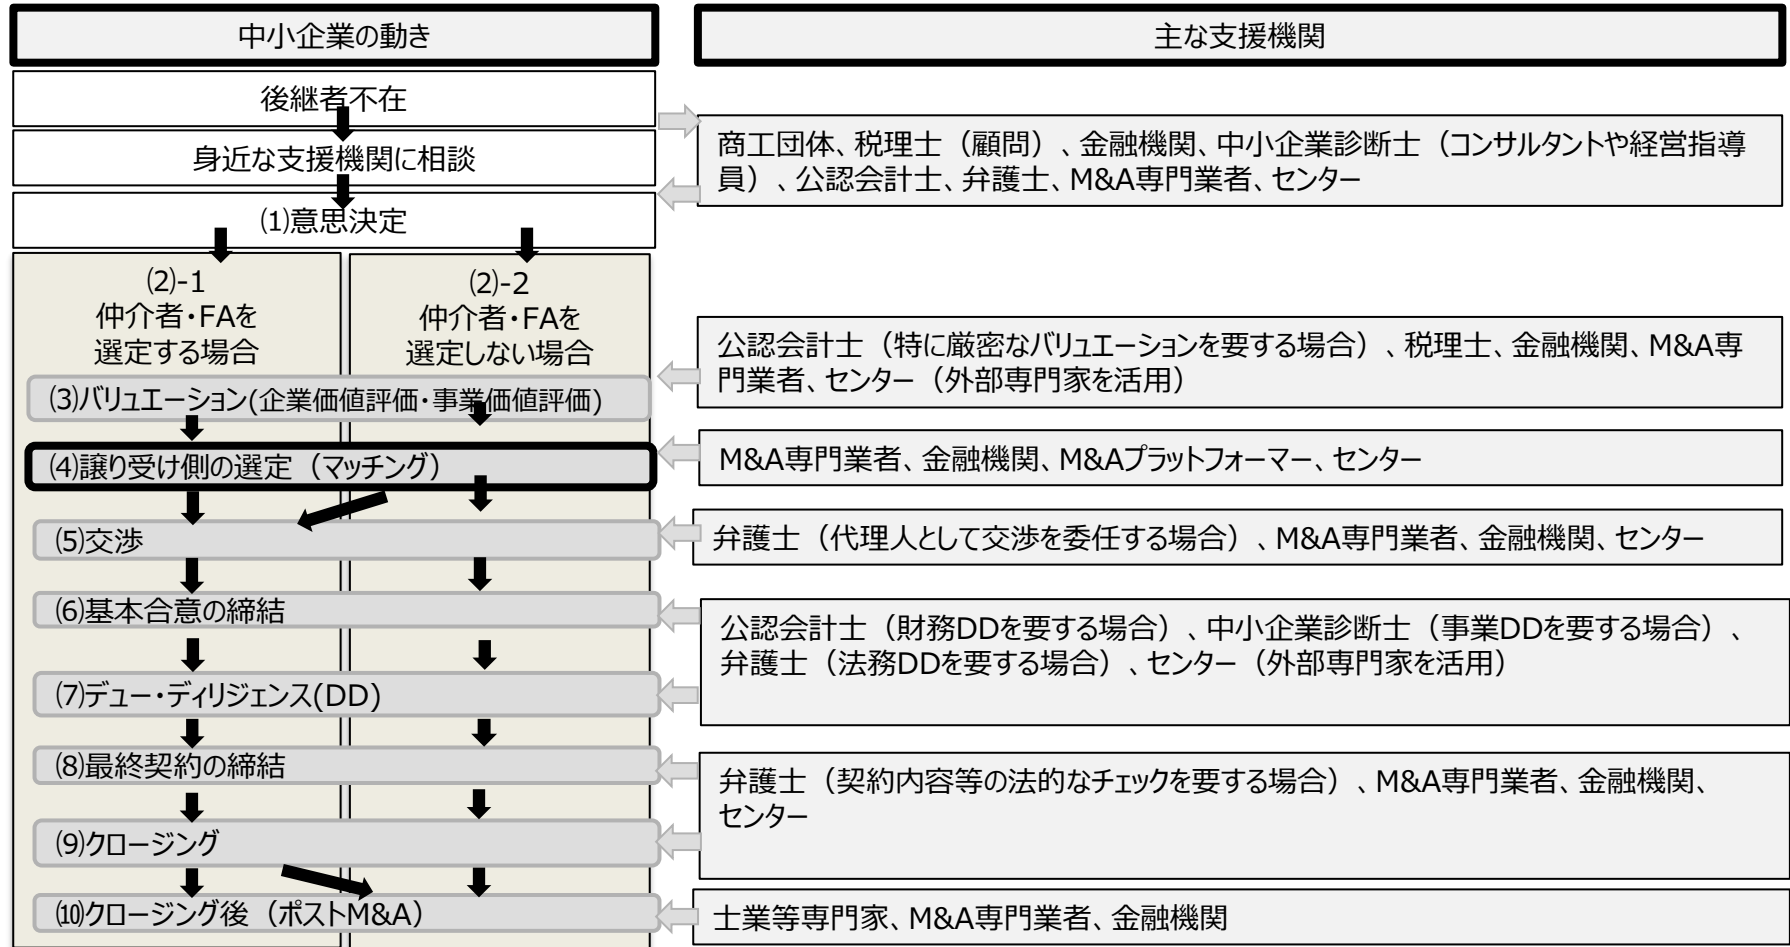 中小企業の動き
主な支援機関
後継者不在
身近な支援機関に相談
商工団体、税理士（顧問）、金融機関、中小企業診断士（コンサルタントや経営指導
員）、公認会計士、弁護士、M&A専門業者、センター
⑴意思決定
⑵-1
仲介者・FAを
選定する場合
⑵-2
仲介者・FAを
選定しない場合
公認会計士（特に厳密なバリュエーションを要する場合）、税理士、金融機関、M&A専
門業者、センター（外部専門家を活用）
⑶バリュエーション(企業価値評価・事業価値評価)
⑷譲り受け側の選定（マッチング）
M&A専門業者、金融機関、M&Aプラットフォーマー、センター
⑸交渉
弁護士（代理人として交渉を委任する場合）、M&A専門業者、金融機関、センター
⑹基本合意の締結
公認会計士（財務DDを要する場合）、中小企業診断士（事業DDを要する場合）、
弁護士（法務DDを要する場合）、センター（外部専門家を活用）
⑺デュー・ディリジェンス(DD)
⑻最終契約の締結
弁護士（契約内容等の法的なチェックを要する場合）、M&A専門業者、金融機関、
センター
⑼クロージング
⑽クロージング後（ポストM&A）
士業等専門家、M&A専門業者、金融機関